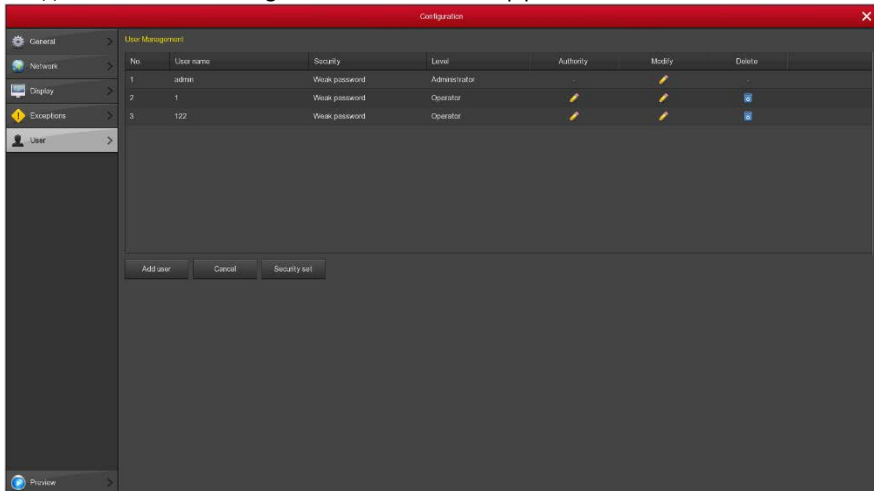 Configuration
General
Network
Display
Exceptions
User
Preview
User Management
No. User name Security Level Authority Modify Delete
1 admin Weak password Administrator - -
2 1 Weak password Operator
3 122 Weak password Operator
Add user Cancel Security set